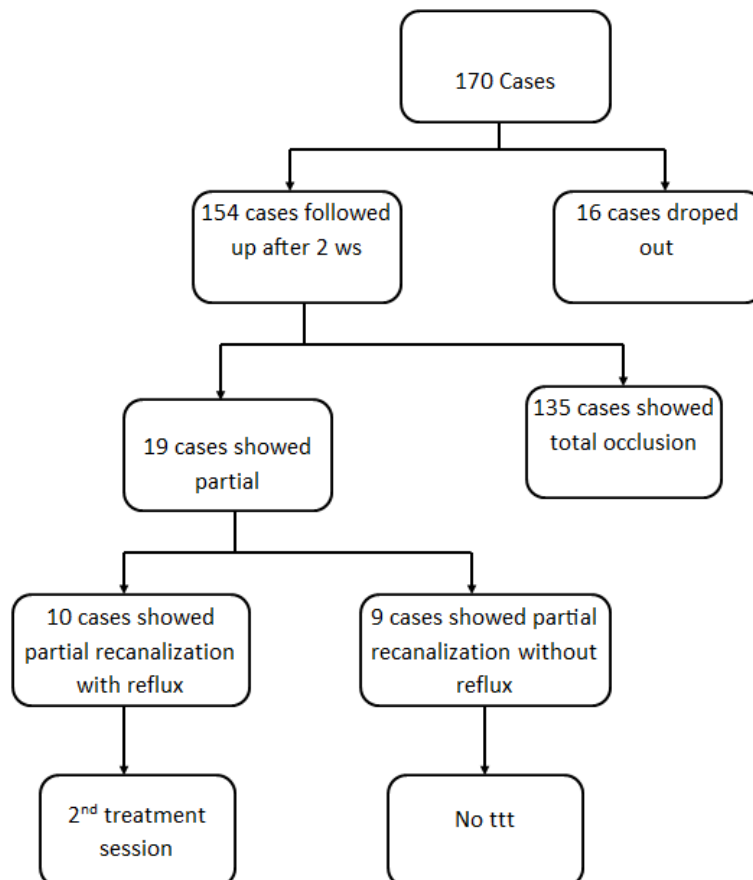 170 Cases
154 cases followed
up after 2 ws
16 cases droped
out
19 cases showed
partial
135 cases showed
total occlusion
10 cases showed
partial recanalization
with reflux
9 cases showed partial
recanalization without
reflux
2nd treatment
session
No ttt